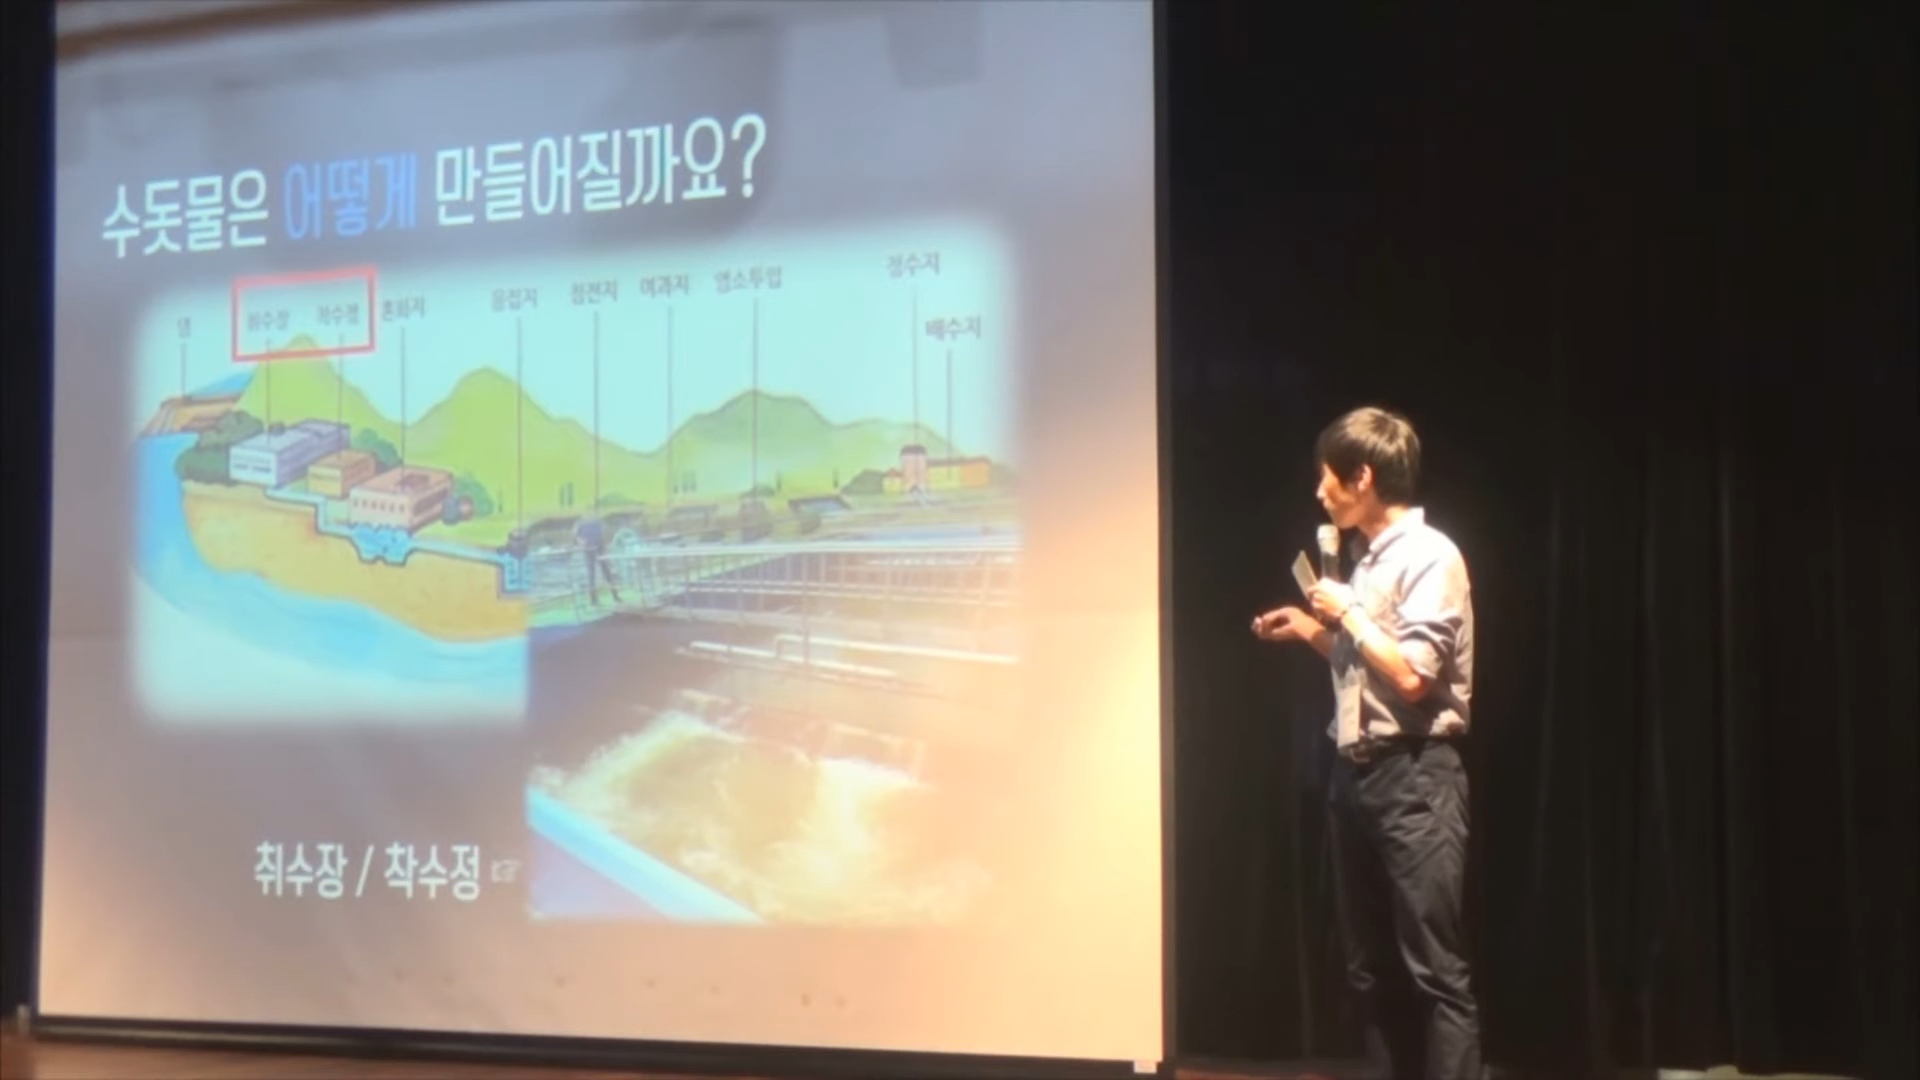 수돗물은 어떻게 만들어질까요?
댐 취수장 착수정 혼화지 응집지 침전지 여과지 염소투입 정수지
배수지
취수장 / 착수정 ☞